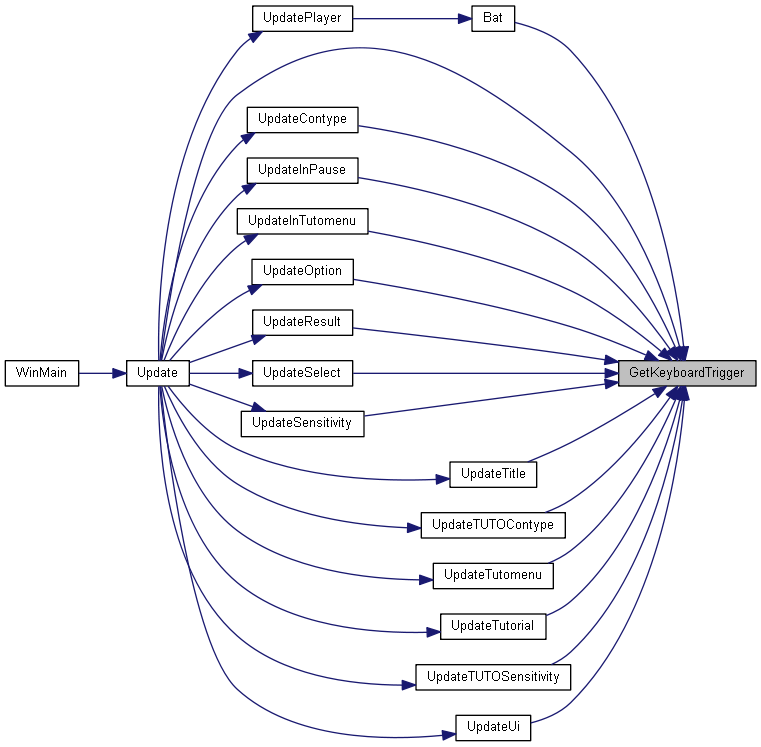 UpdatePlayer
Bat
UpdateContype
UpdateInPause
UpdateInTutomenu
UpdateOption
UpdateResult
WinMain
Update
UpdateSelect
GetKeyboardTrigger
UpdateSensitivity
UpdateTitle
UpdateTUTOContype
UpdateTutomenu
UpdateTutorial
UpdateTUTOSensitivity
UpdateUi